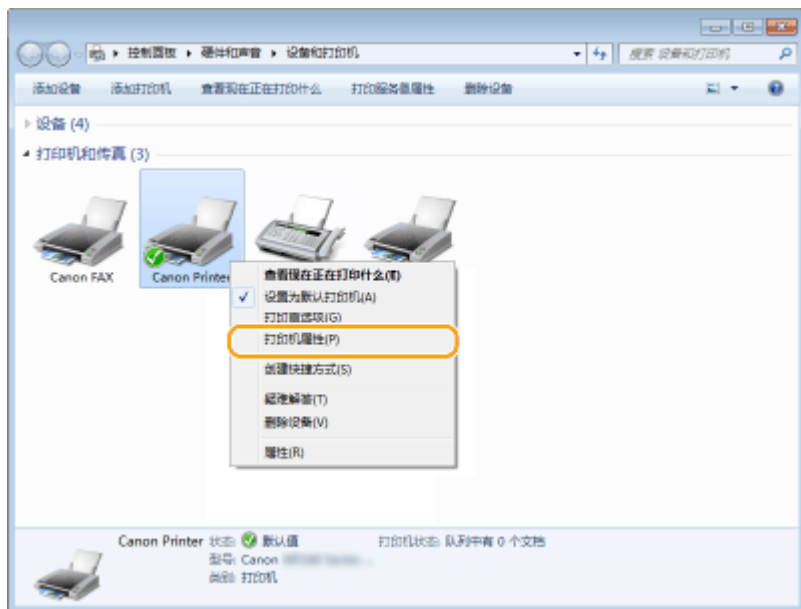 控制面板 ▸ 硬件和声音 ▸ 设备和打印机
搜索 设备和打印机
添加设备 添加打印机 查看现在正在打印什么 打印服务器属性 删除设备
设备 (4)
打印机和传真 (3)
Canon FAX
Canon Printer
查看现在正在打印什么(E)
设置为默认打印机(A)
打印首选项(G)
打印机属性(P)
创建快捷方式(S)
疑难解答(T)
删除设备(V)
属性(R)
Canon Printer 状态: 默认值 打印机状态: 队列中有 0 个文档
型号: Canon
类别: 打印机